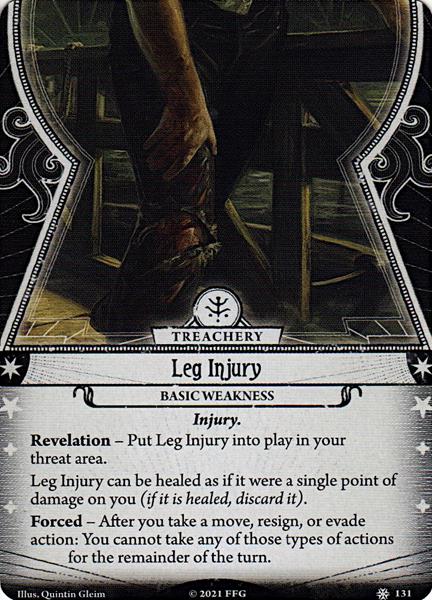 TREACHERY
Leg Injury
BASIC WEAKNESS
Injury.
Revelation – Put Leg Injury into play in your
threat area.
Leg Injury can be healed as if it were a single point of
damage on you (if it is healed, discard it).
Forced – After you take a move, resign, or evade
action: You cannot take any of those types of actions
for the remainder of the turn.
Illus. Quintin Gleim
© 2021 FFG
131